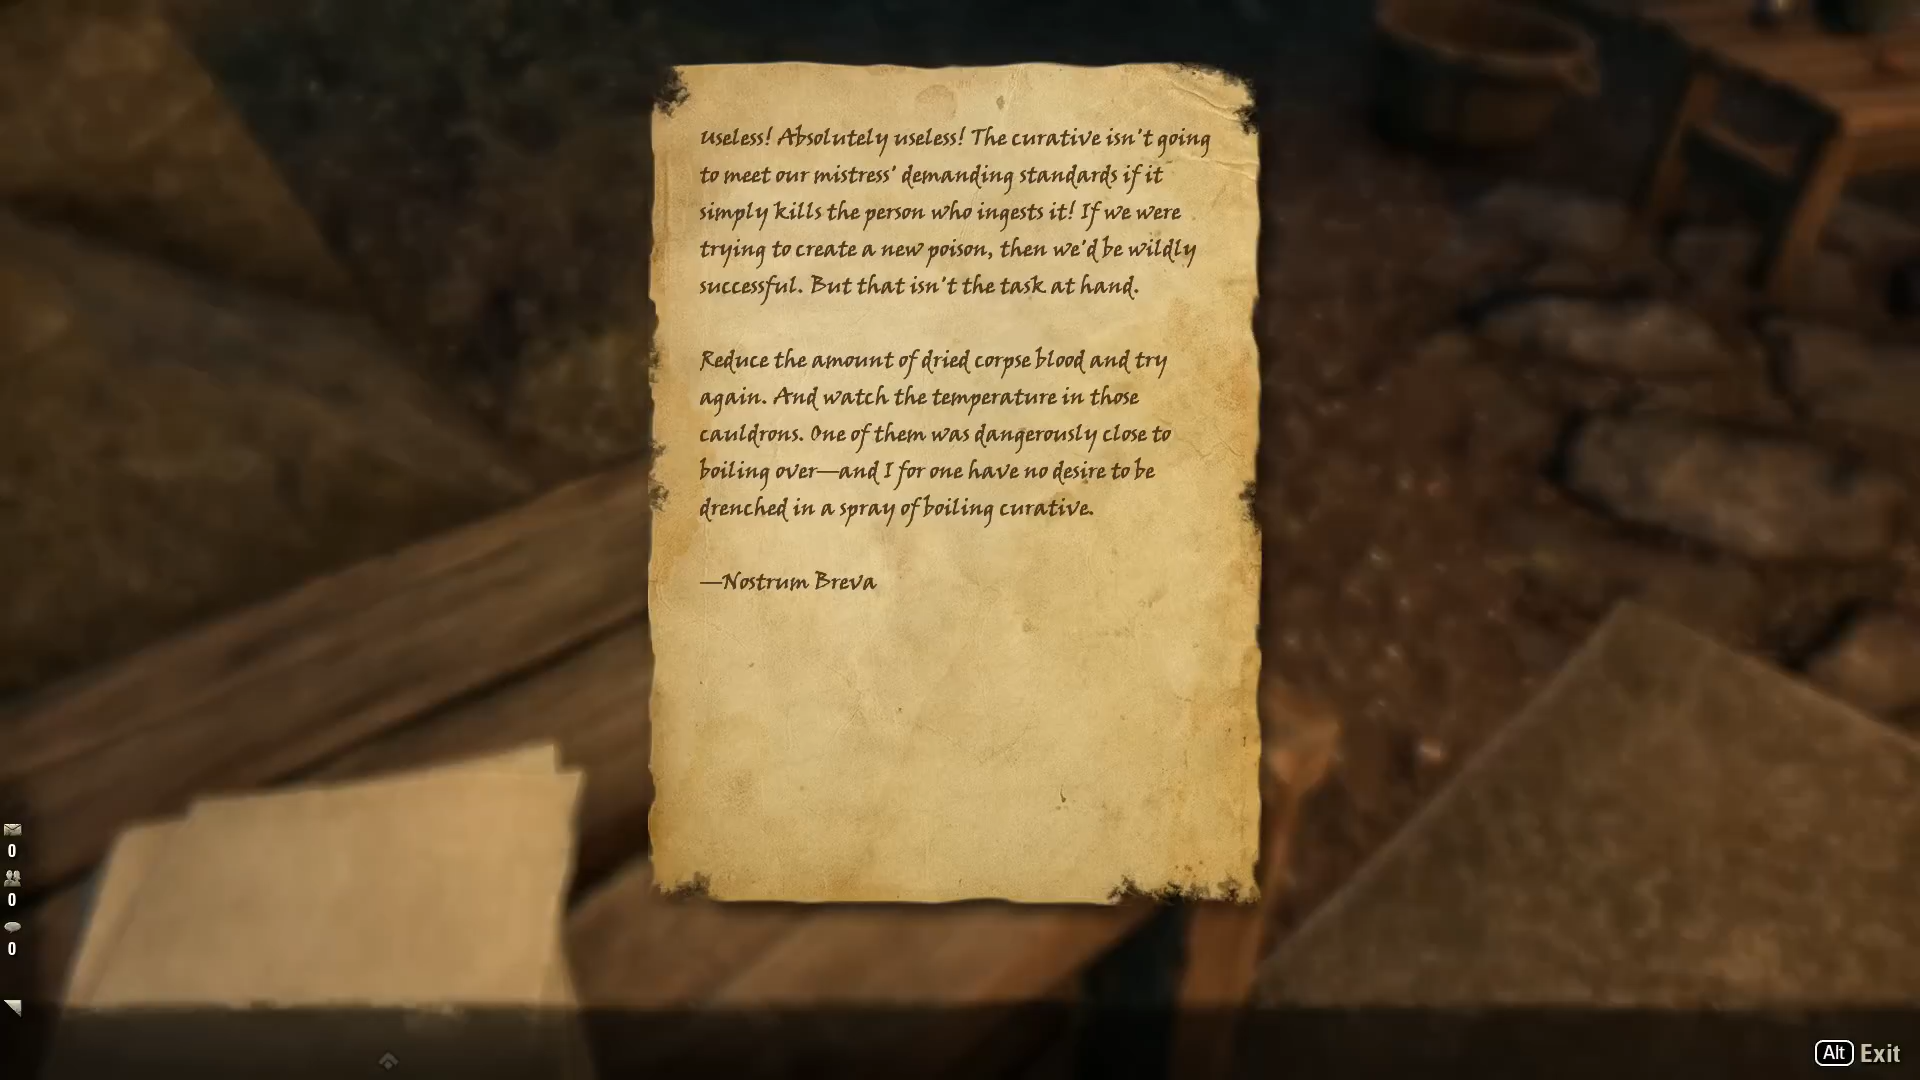 Useless! Absolutely useless! The curative isn't going
to meet our mistress' demanding standards if it
simply kills the person who ingests it! If we were
trying to create a new poison, then we'd be wildly
successful. But that isn't the task at hand.
Reduce the amount of dried corpse blood and try
again. And watch the temperature in those
cauldrons. One of them was dangerously close to
boiling over—and I for one have no desire to be
drenched in a spray of boiling curative.
—Nostrum Breva
0
0
0
Alt Exit